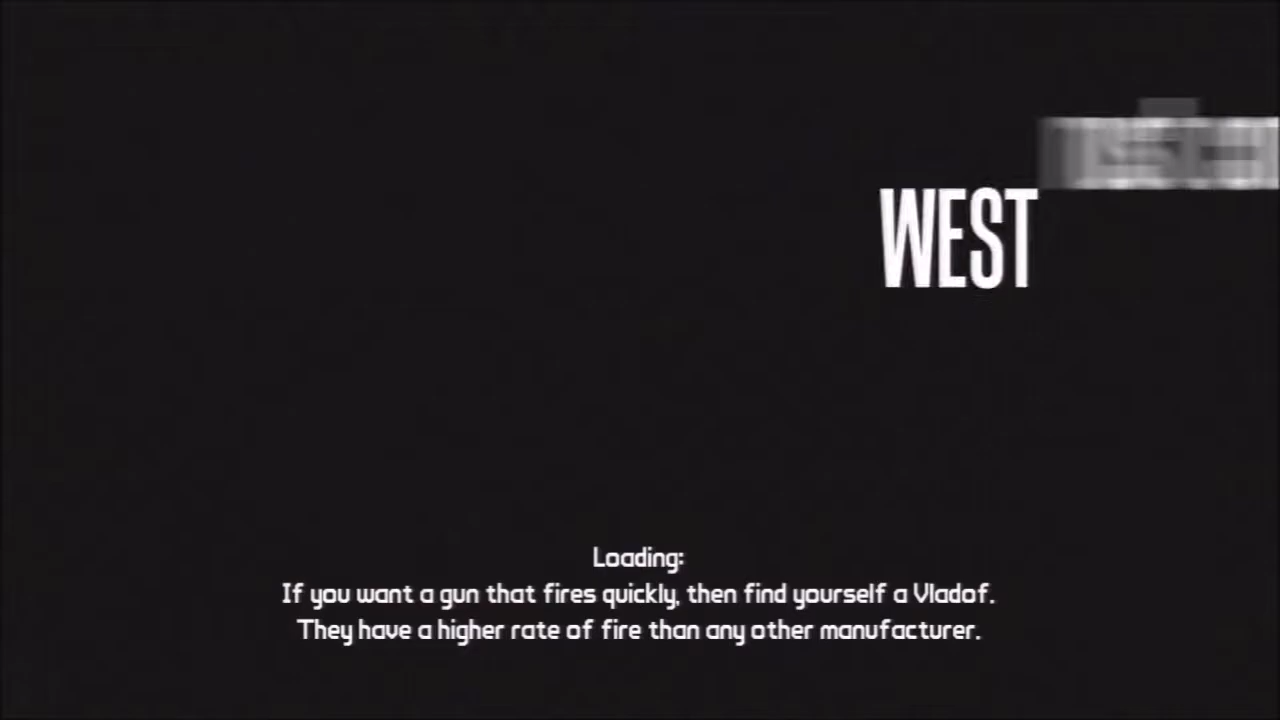 WEST
Loading:
If you want a gun that fires quickly, then find yourself a Vladof.
They have a higher rate of fire than any other manufacturer.